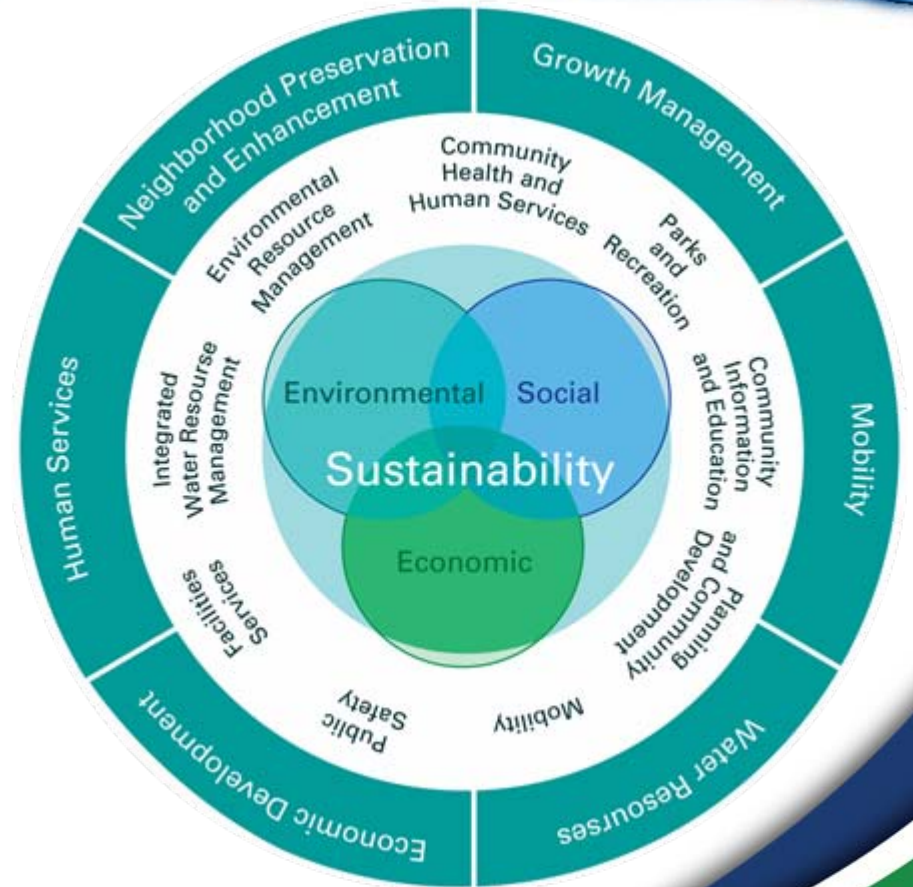 Neighborhood Preservation
and Enhancement
Growth Management
Mobility
Water Resourses
Economic Development
Human Services
Community
Health and
Human Services
Parks
and
Recreation
Community
Information
and Education
Planning
and Community
Development
Mobility
Public
Safety
Facilities
Services
Integrated
Water Resourse
Management
Environmental
Resource
Management
Environmental
Social
Sustainability
Economic